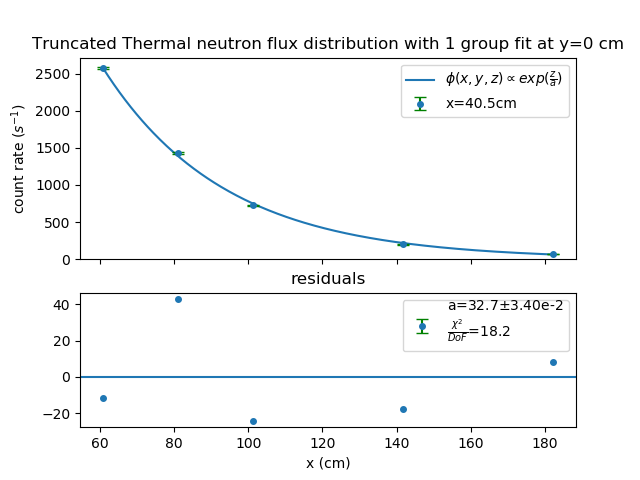 Truncated Thermal neutron flux distribution with 1 group fit at y=0 cm
2500
2000
1500
1000
500
0
count rate (s⁻¹)
ϕ(x, y, z) ∝ exp(z/a)
x=40.5cm
residuals
40
20
0
−20
a=32.7±3.40e-2
χ²/DoF=18.2
60 80 100 120 140 160 180
x (cm)